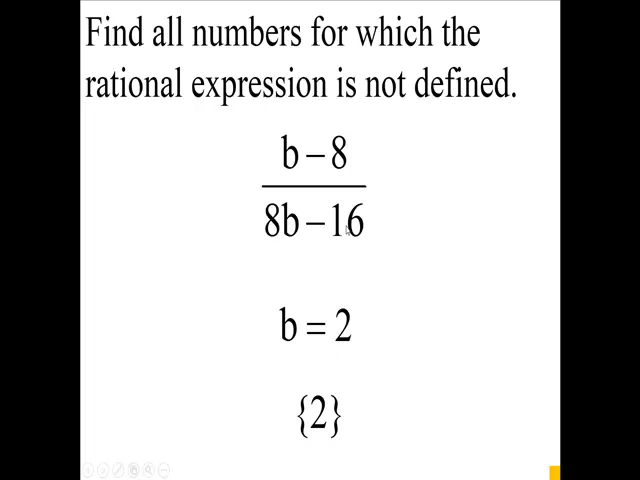 Find all numbers for which the
rational expression is not defined.
b – 8
8b – 16
b = 2
{2}